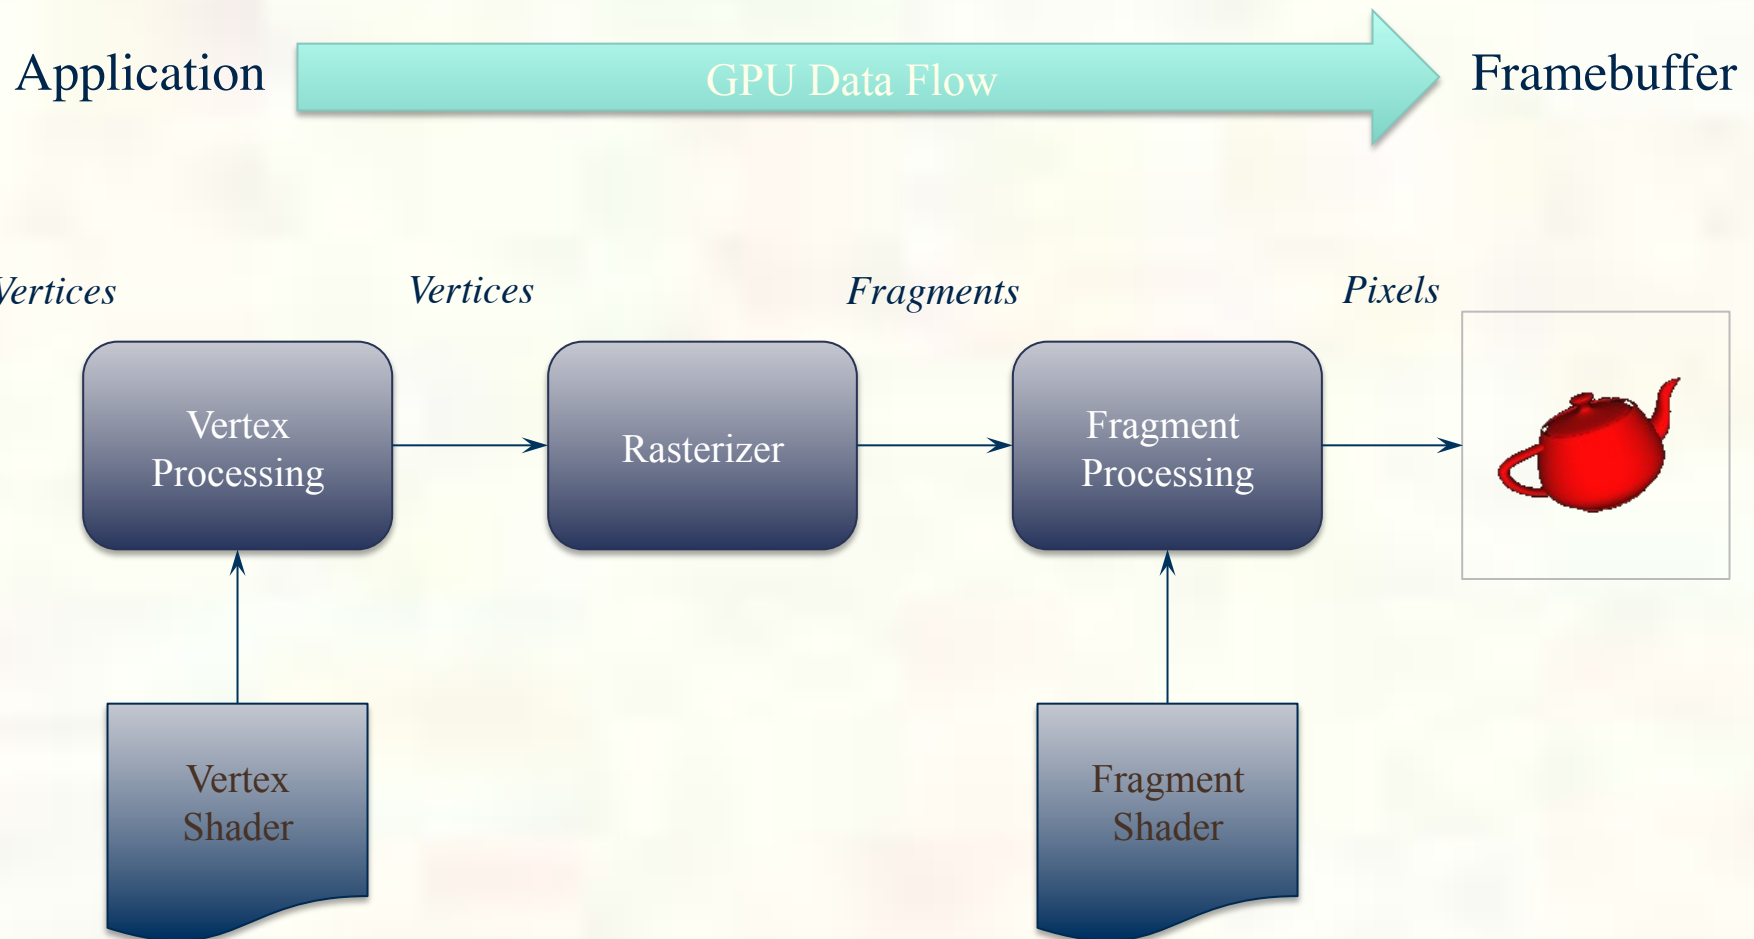 Application
GPU Data Flow
Framebuffer
Vertices
Vertices
Fragments
Pixels
Vertex
Processing
Rasterizer
Fragment
Processing
Vertex
Shader
Fragment
Shader